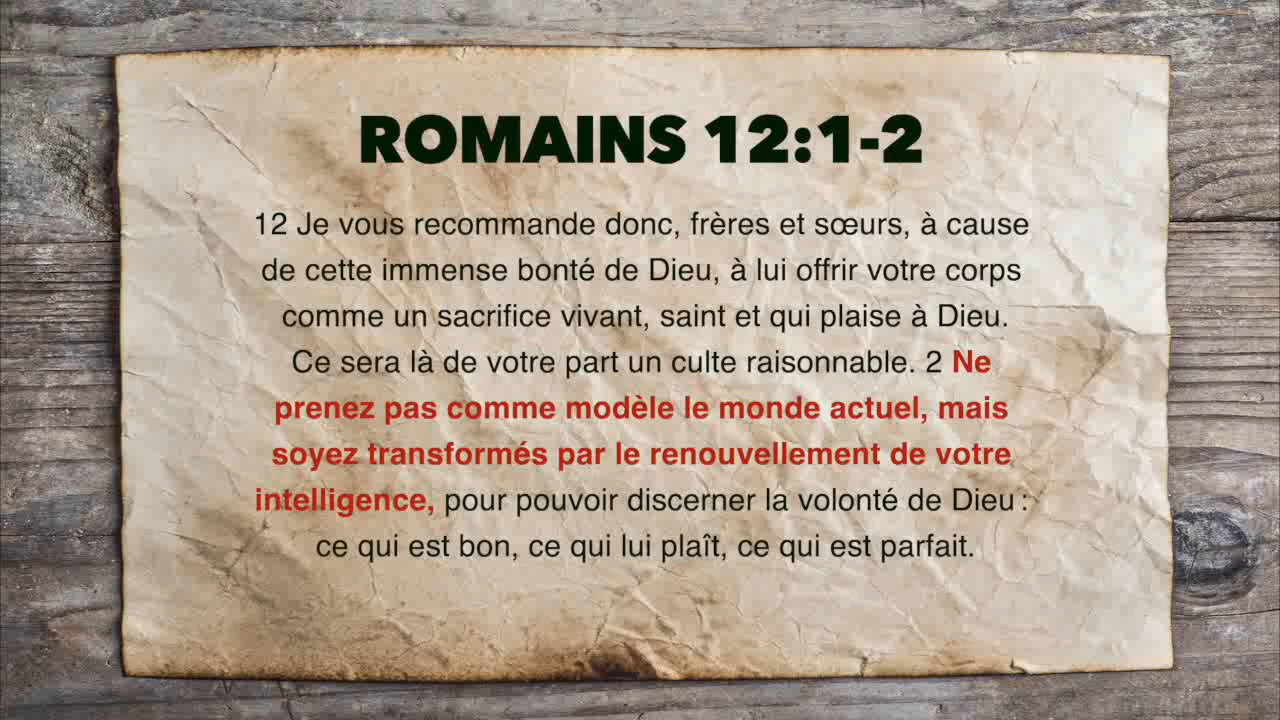 ROMAINS 12:1-2
12 Je vous recommande donc, frères et sœurs, à cause
de cette immense bonté de Dieu, à lui offrir votre corps
comme un sacrifice vivant, saint et qui plaise à Dieu.
Ce sera là de votre part un culte raisonnable. 2 Ne
prenez pas comme modèle le monde actuel, mais
soyez transformés par le renouvellement de votre
intelligence, pour pouvoir discerner la volonté de Dieu :
ce qui est bon, ce qui lui plaît, ce qui est parfait.